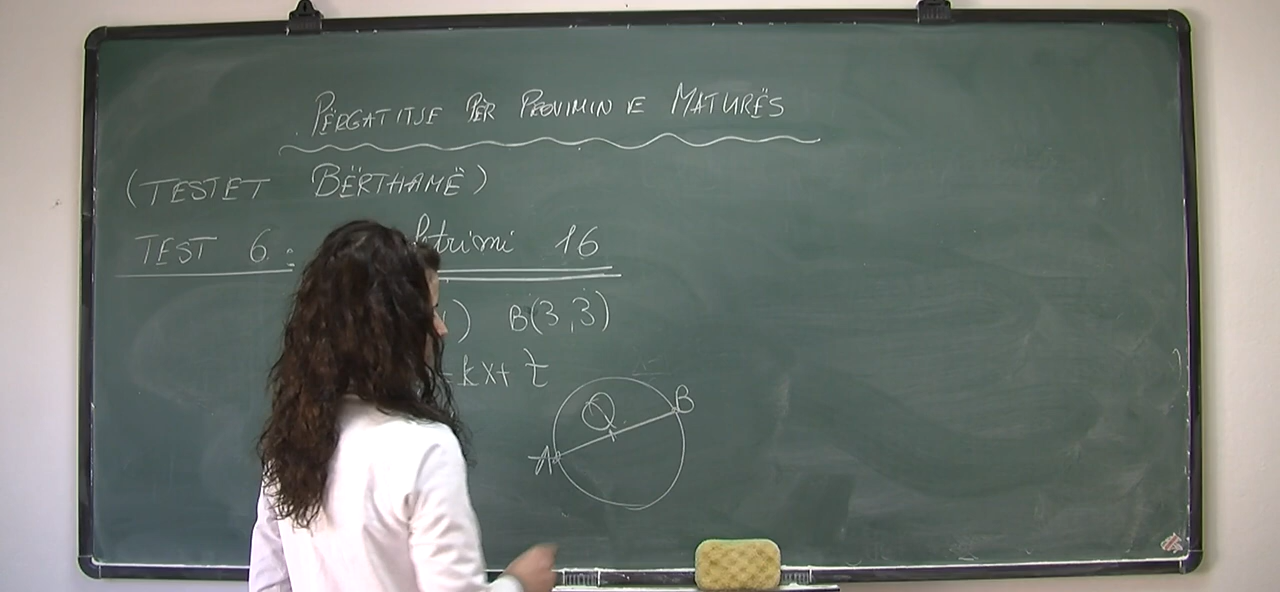 PËRGATITJE PËR PROVIMIN E MATURËS
(TESTET BËRTHAMË)
TEST 6: 16
) B(3,3)
=kx+t
Q
B
A